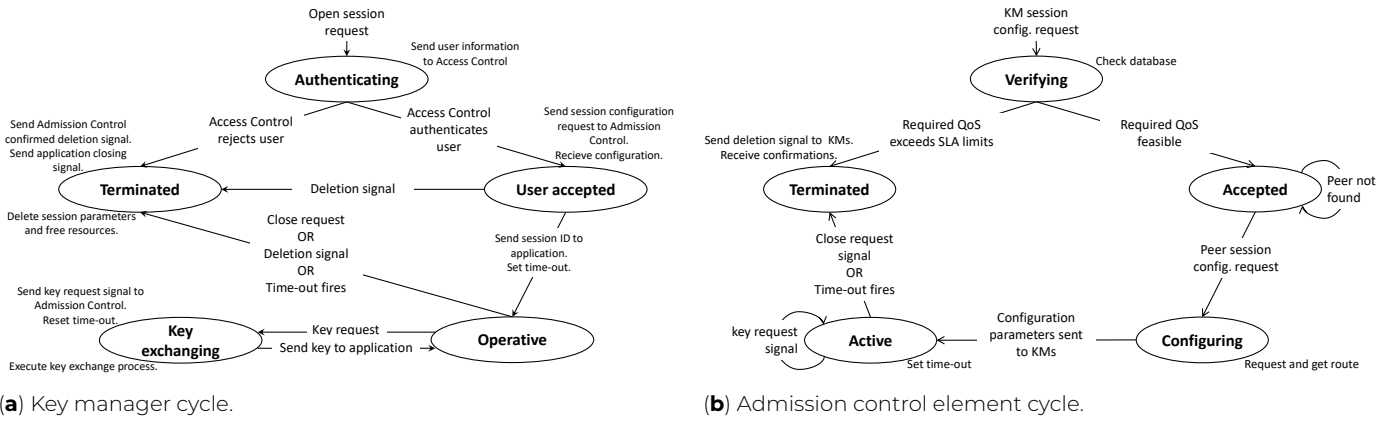 Open session
request
Send user information
to Access Control
Authenticating
Access Control
rejects user
Access Control
authenticates
user
Send Admission Control
confirmed deletion signal.
Send application closing
signal.
Send session configuration
request to Admission
Control.
Recieve configuration.
Terminated
Deletion signal
User accepted
Delete session parameters
and free resources.
Close request
OR
Deletion signal
OR
Time-out fires
Send session ID to
application.
Set time-out.
Send key request signal to
Admission Control.
Reset time-out.
Key
exchanging
Key request
Send key to application
Operative
Execute key exchange process.
(a) Key manager cycle.
KM session
config. request
Check database
Verifying
Required QoS
exceeds SLA limits
Required QoS
feasible
Send deletion signal to KMs.
Receive confirmations.
Terminated
Accepted
Peer not
found
Close request
signal
OR
Time-out fires
Peer session
config. request
key request
signal
Active
Set time-out
Configuration
parameters sent
to KMs
Configuring
Request and get route
(b) Admission control element cycle.